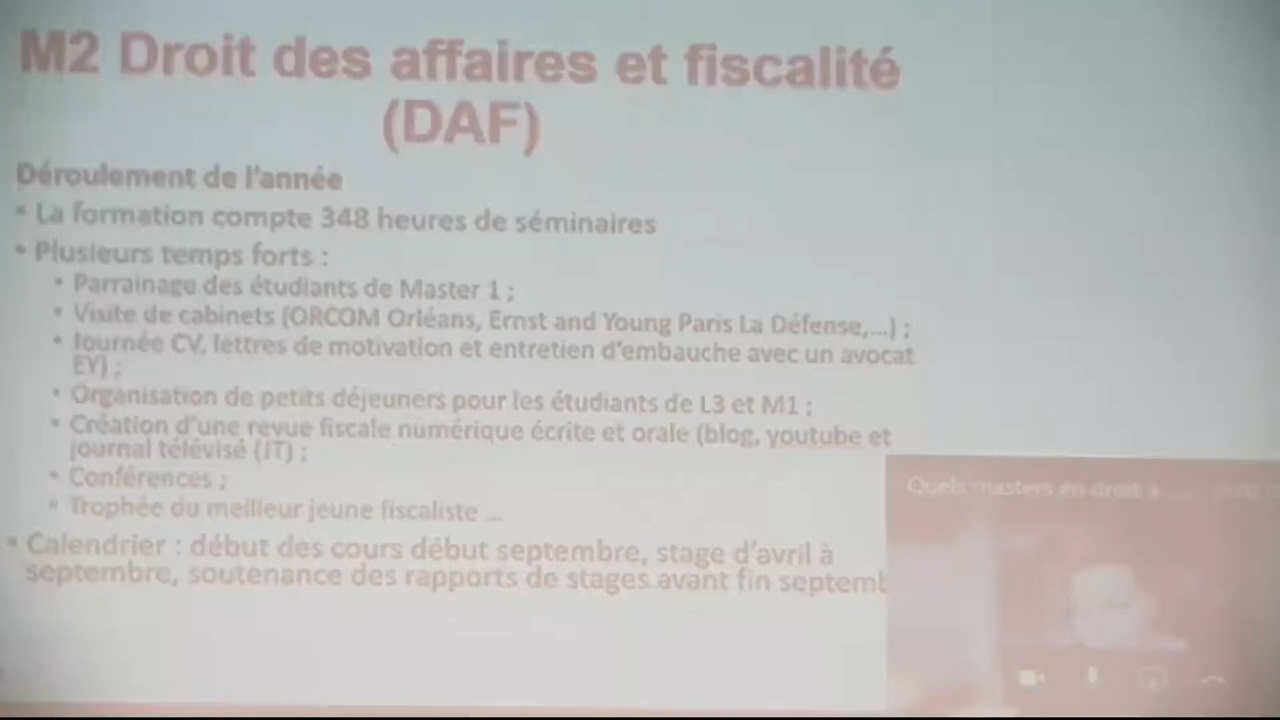 M2 Droit des affaires et fiscalité
(DAF)
Déroulement de l'année
• La formation compte 348 heures de séminaires
• Plusieurs temps forts :
• Parrainage des étudiants de Master 1 ;
• Visite de cabinets (ORCOM Orléans, Ernst and Young Paris La Défense,...) ;
• Journée CV, lettres de motivation et entretien d'embauche avec un avocat
EY) ;
• Organisation de petits déjeuners pour les étudiants de L3 et M1 ;
• Création d'une revue fiscale numérique écrite et orale (blog, youtube et
journal télévisé (JT) ;
• Conférences ;
• Trophée du meilleur jeune fiscaliste ...
• Calendrier : début des cours début septembre, stage d'avril à
septembre, soutenance des rapports de stages avant fin septemb
Quels masters en droit à ...